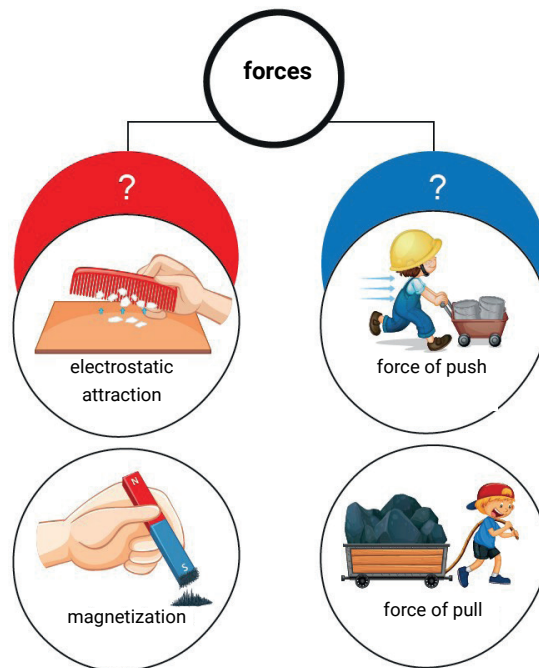 forces
?
?
electrostatic
attraction
force of push
N
S
magnetization
force of pull